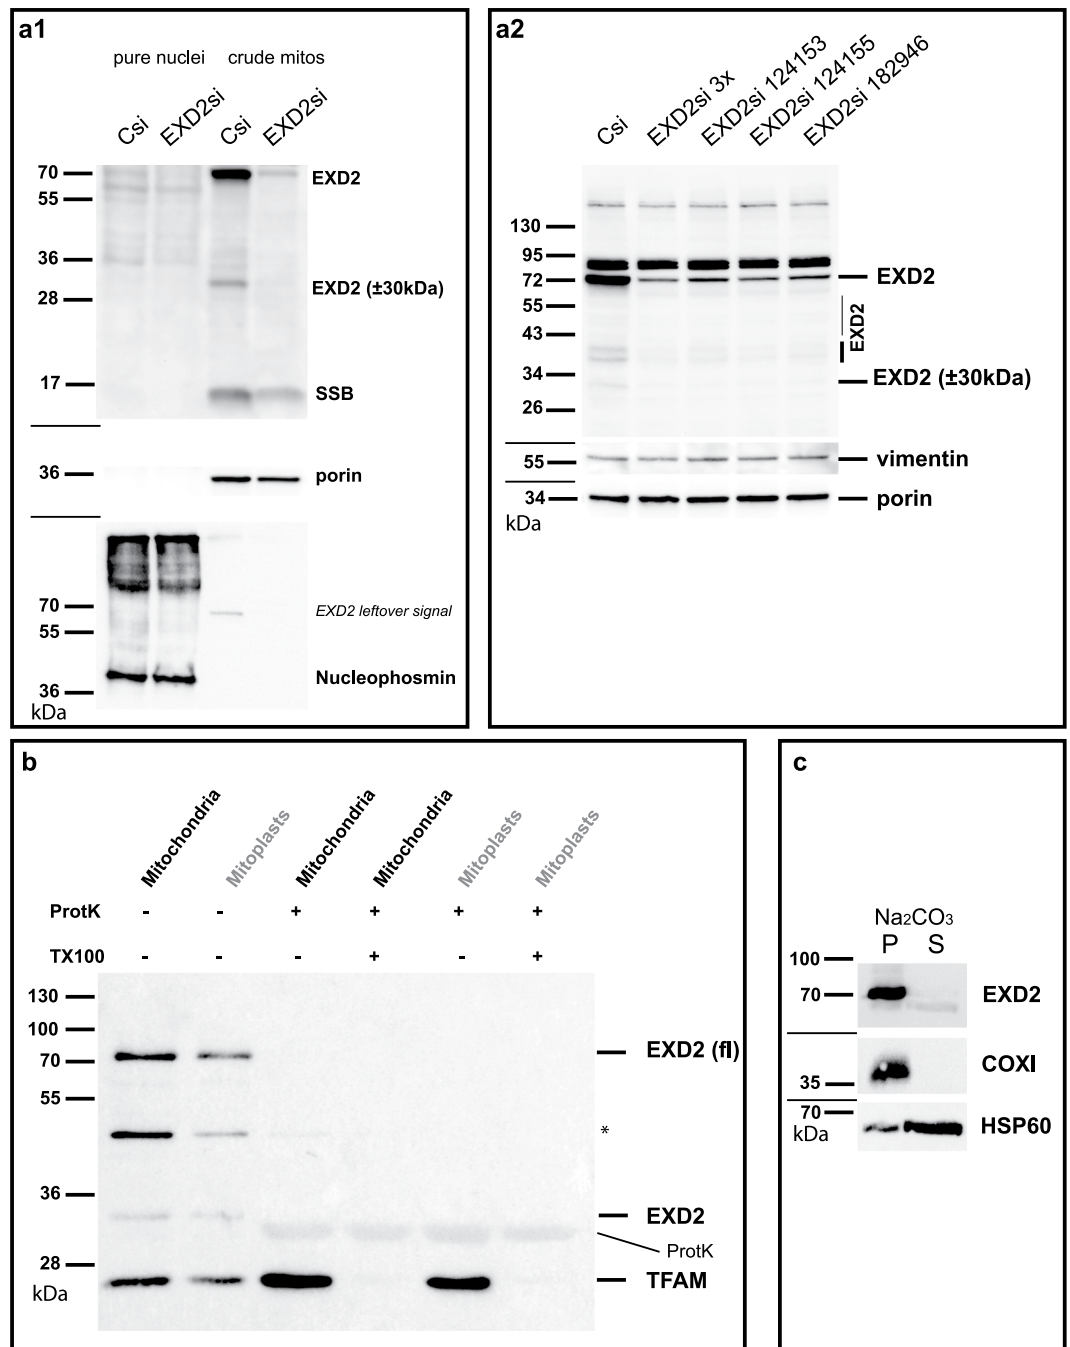 a1
pure nuclei crude mitos
Csi EXD2si Csi EXD2si
70
55
36
28
17
EXD2
EXD2 (±30kDa)
SSB
36
porin
70
55
36
kDa
EXD2 leftover signal
Nucleophosmin
a2
Csi EXD2si 3x EXD2si 124153 EXD2si 124155 EXD2si 182946
130
95
72
55
43
34
26
EXD2
EXD2
EXD2 (±30kDa)
55
vimentin
34
porin
kDa
b
Mitochondria Mitoplasts Mitochondria Mitochondria Mitoplasts Mitoplasts
ProtK - - + + + +
TX100 - - - + - +
130
100
70
55
36
28
kDa
EXD2 (fl)
*
EXD2
ProtK
TFAM
c
Na₂CO₃
P S
100
70
EXD2
35
COXI
70
kDa
HSP60